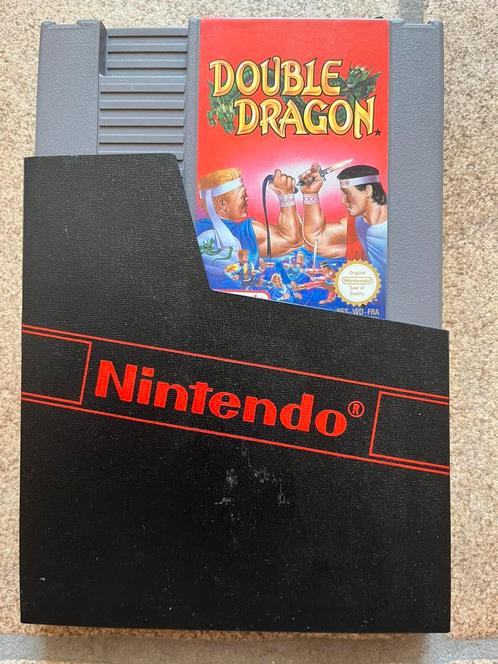 DOUBLE
DRAGON
Original
Nintendo
Seal of
Quality
NES-WD-FRA
Nintendo®